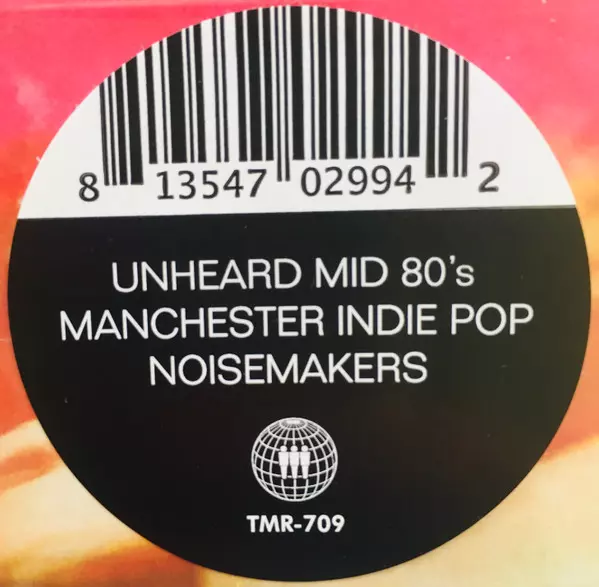 8 13547 02994 2
UNHEARD MID 80's
MANCHESTER INDIE POP
NOISEMAKERS
TMR-709